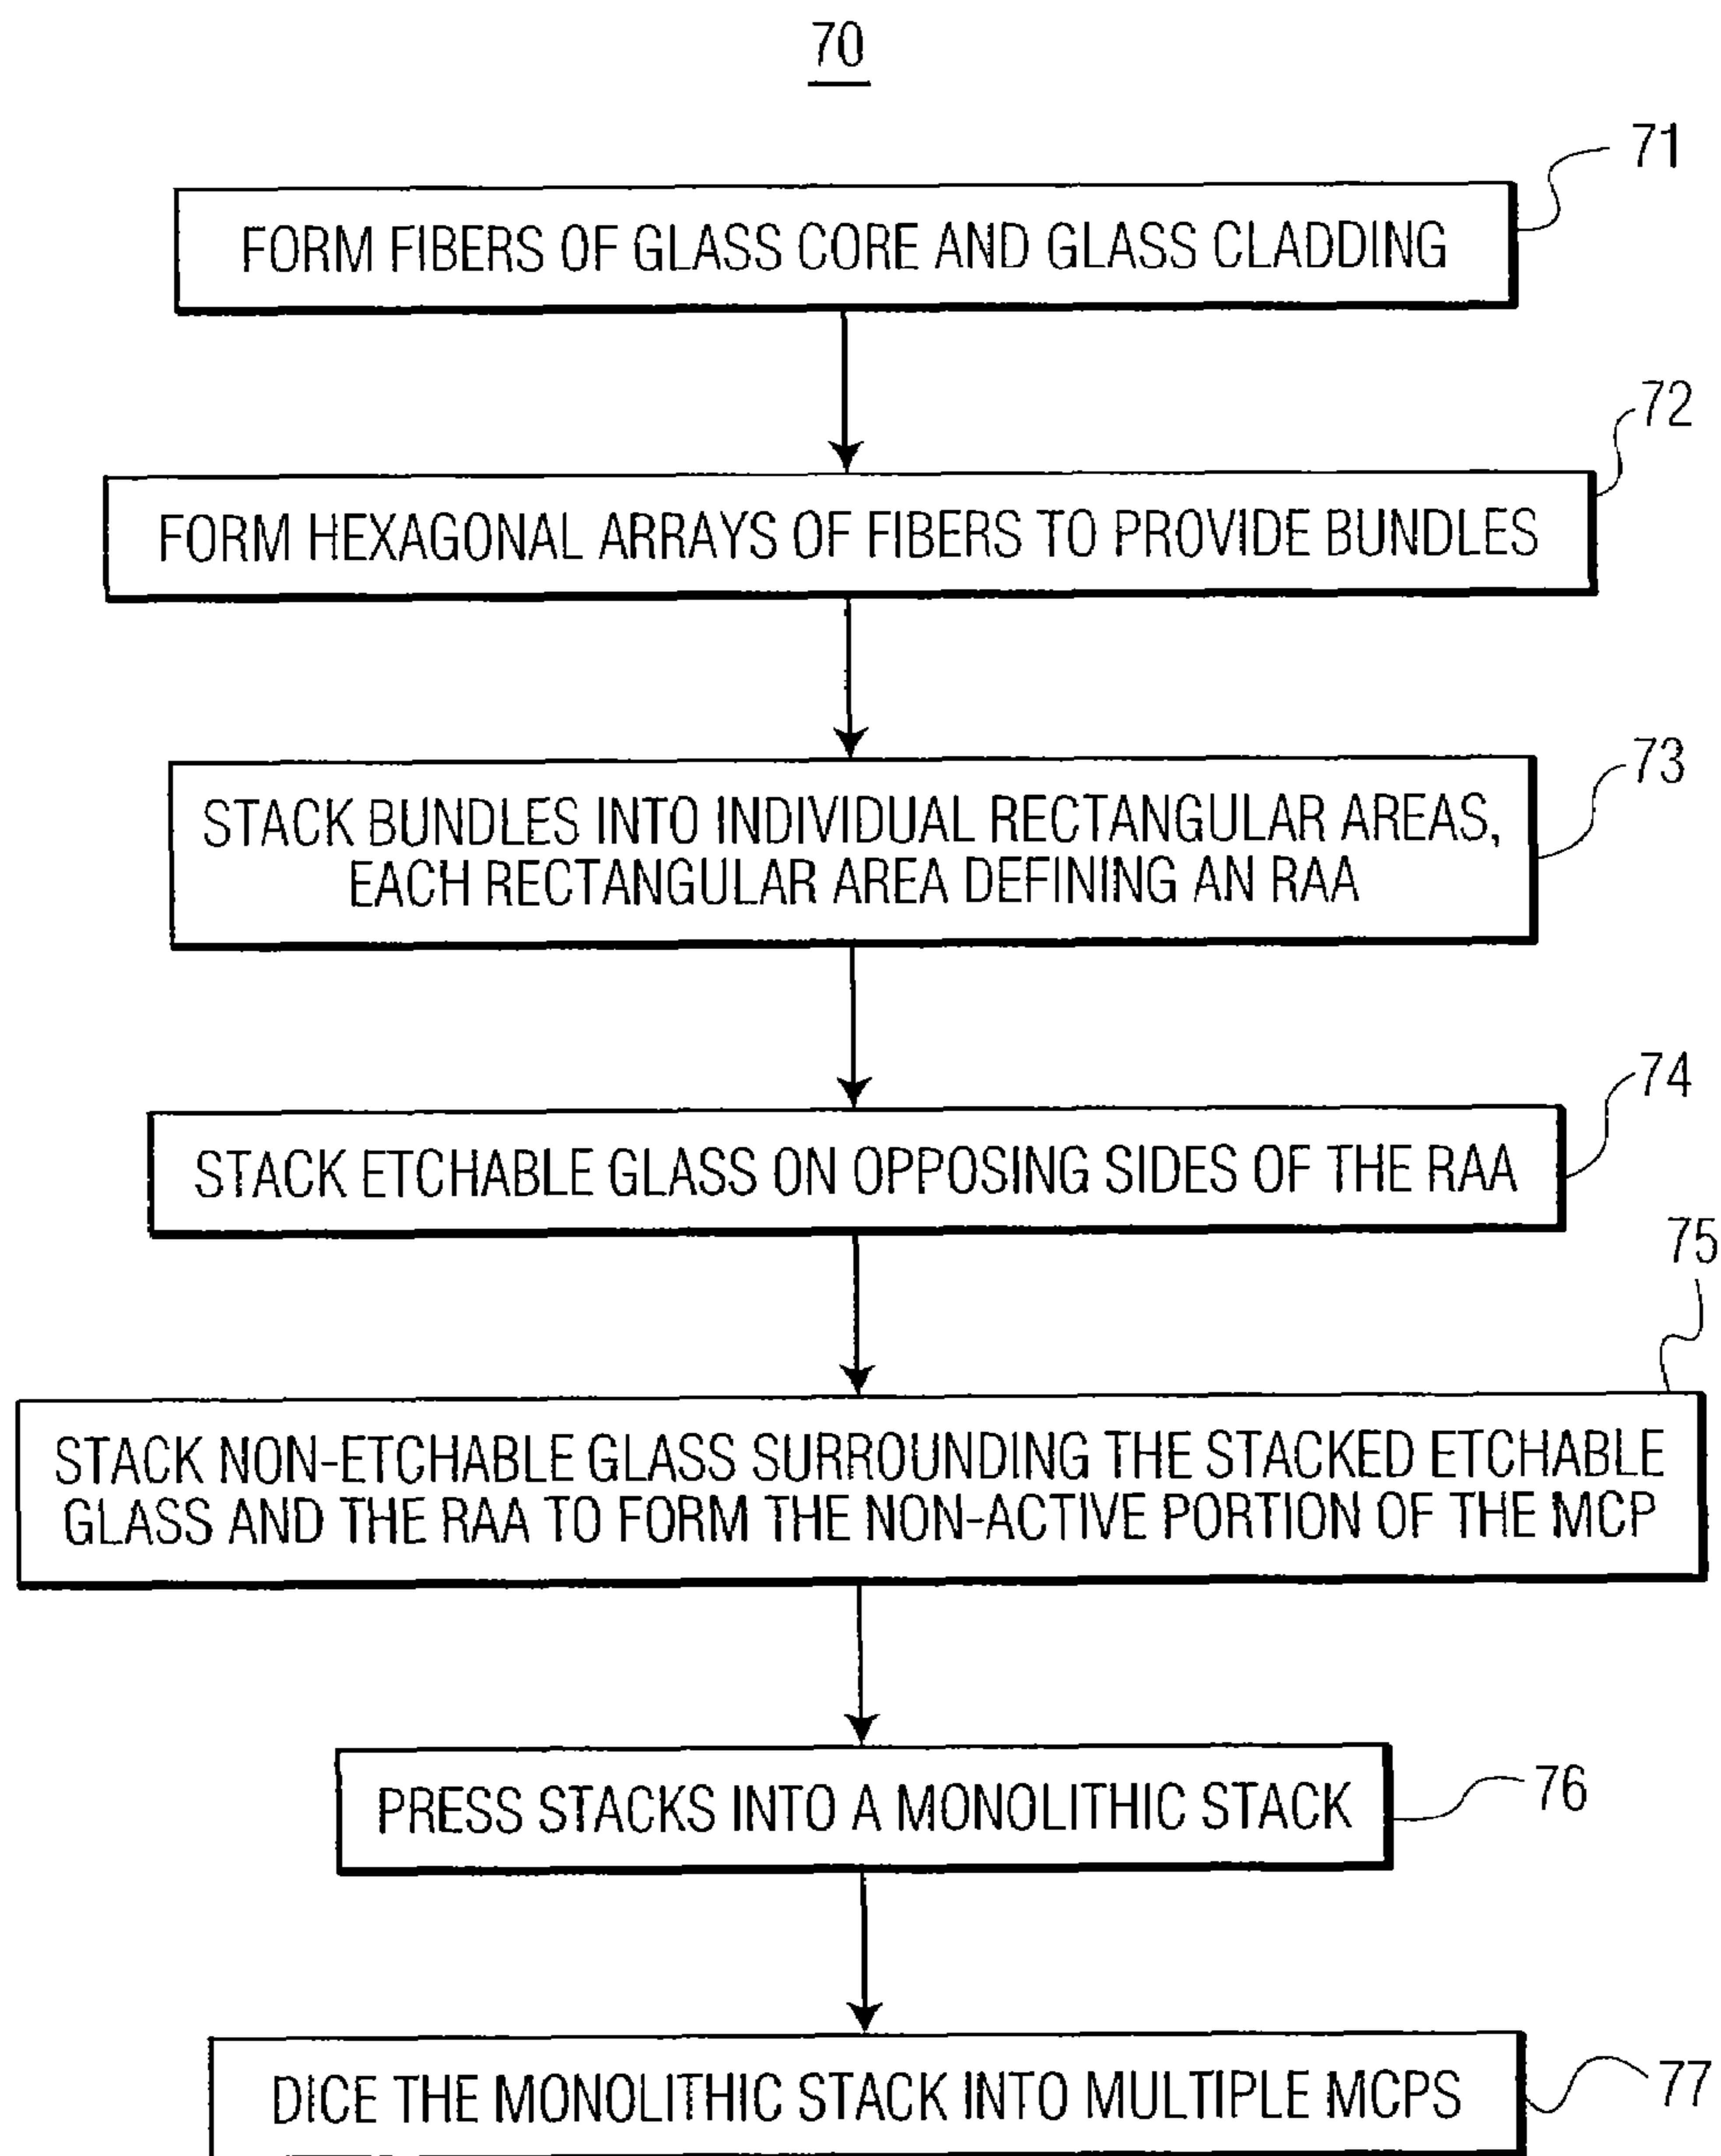 70
71
FORM FIBERS OF GLASS CORE AND GLASS CLADDING
72
FORM HEXAGONAL ARRAYS OF FIBERS TO PROVIDE BUNDLES
73
STACK BUNDLES INTO INDIVIDUAL RECTANGULAR AREAS,
EACH RECTANGULAR AREA DEFINING AN RAA
74
STACK ETCHABLE GLASS ON OPPOSING SIDES OF THE RAA
75
STACK NON-ETCHABLE GLASS SURROUNDING THE STACKED ETCHABLE
GLASS AND THE RAA TO FORM THE NON-ACTIVE PORTION OF THE MCP
76
PRESS STACKS INTO A MONOLITHIC STACK
77
DICE THE MONOLITHIC STACK INTO MULTIPLE MCPS